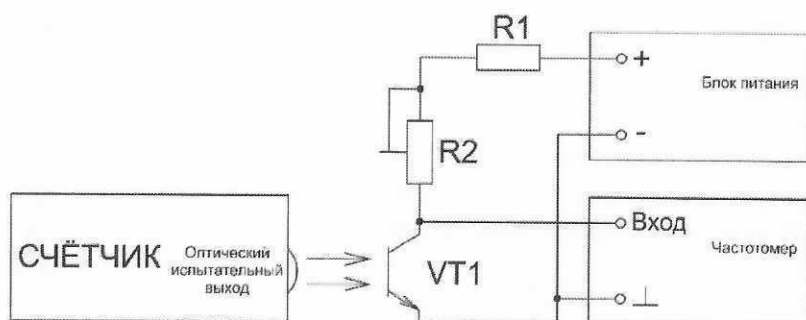 R1
+
Блок питания
-
R2
Вход
Частотомер
СЧЁТЧИК
Оптический
испытательный
выход
VT1